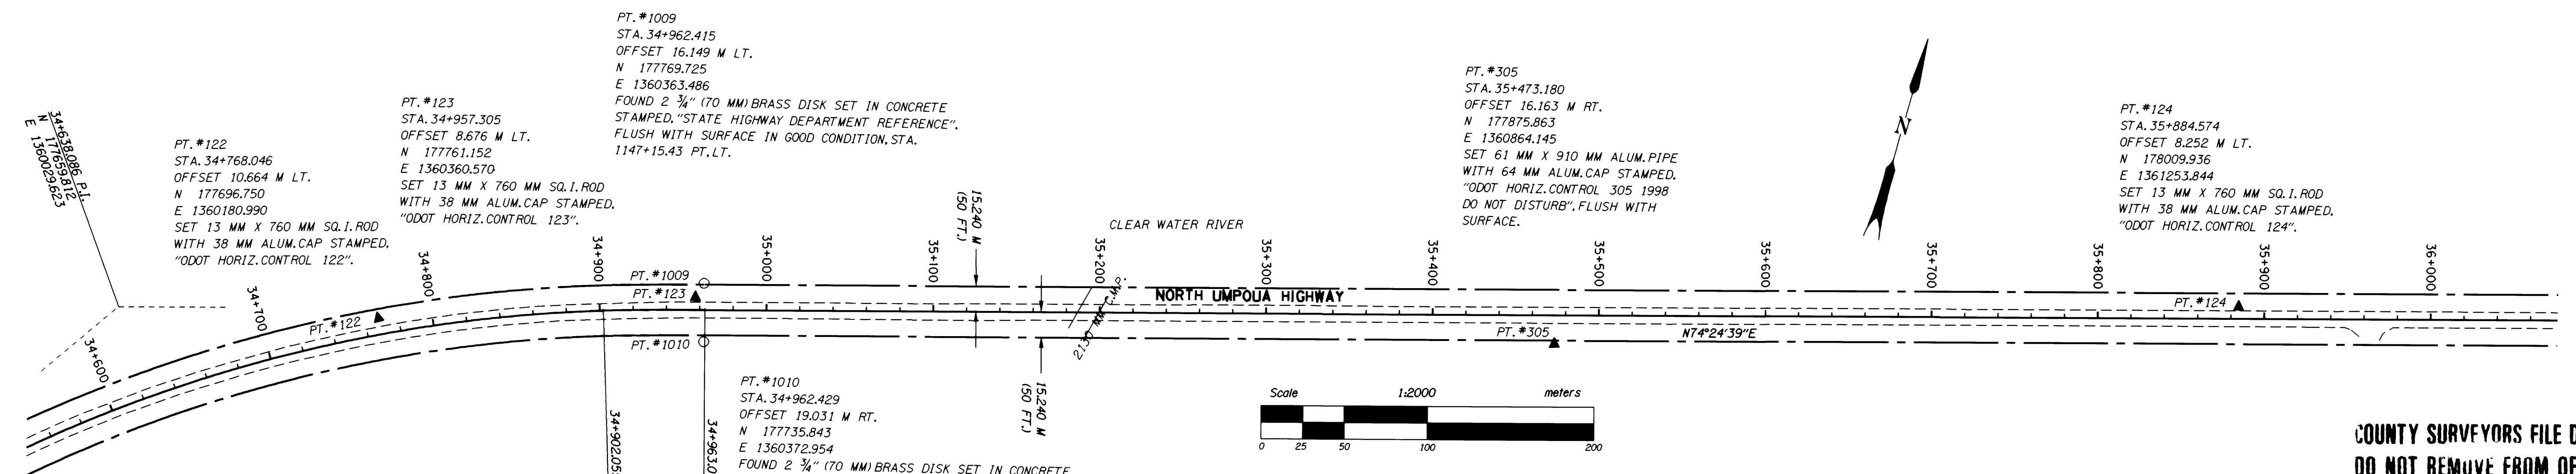 PT.#1009
STA.34+962.415
OFFSET 16.149 M LT.
N 177769.725
E 1360363.486
FOUND 2 ¾" (70 MM) BRASS DISK SET IN CONCRETE
STAMPED, "STATE HIGHWAY DEPARTMENT REFERENCE",
FLUSH WITH SURFACE IN GOOD CONDITION, STA.
1147+15.43 PT.LT.
34+638.086 P.I.
N 177659.812
E 1360029.623
PT.#122
STA.34+768.046
OFFSET 10.664 M LT.
N 177696.750
E 1360180.990
SET 13 MM X 760 MM SQ.I.ROD
WITH 38 MM ALUM.CAP STAMPED,
"ODOT HORIZ.CONTROL 122".
PT.#123
STA.34+957.305
OFFSET 8.676 M LT.
N 177761.152
E 1360360.570
SET 13 MM X 760 MM SQ.I.ROD
WITH 38 MM ALUM.CAP STAMPED,
"ODOT HORIZ.CONTROL 123".
PT.#305
STA.35+473.180
OFFSET 16.163 M RT.
N 177875.863
E 1360864.145
SET 61 MM X 910 MM ALUM.PIPE
WITH 64 MM ALUM.CAP STAMPED,
"ODOT HORIZ.CONTROL 305 1998
DO NOT DISTURB", FLUSH WITH
SURFACE.
N
PT.#124
STA.35+884.574
OFFSET 8.252 M LT.
N 178009.936
E 1361253.844
SET 13 MM X 760 MM SQ.I.ROD
WITH 38 MM ALUM.CAP STAMPED,
"ODOT HORIZ.CONTROL 124".
15.240 M
(50 FT.)
CLEAR WATER RIVER
34+600
34+700
34+800
34+900
35+000
35+100
35+200
35+300
35+400
35+500
35+600
35+700
35+800
35+900
36+000
PT.#1009
PT.#123
PT.#122
PT.#1010
MM C.M.P.
NORTH UMPQUA HIGHWAY
PT.#305
N74°24'39"E
PT.#124
15.240 M
(50 FT.)
34+902.05
34+963.0
PT.#1010
STA.34+962.429
OFFSET 19.031 M RT.
N 177735.843
E 1360372.954
FOUND 2 ¾" (70 MM) BRASS DISK SET IN CONCRETE
Scale 1:2000 meters
0 25 50 100 200
COUNTY SURVEYORS FILE
DO NOT REMOVE FROM